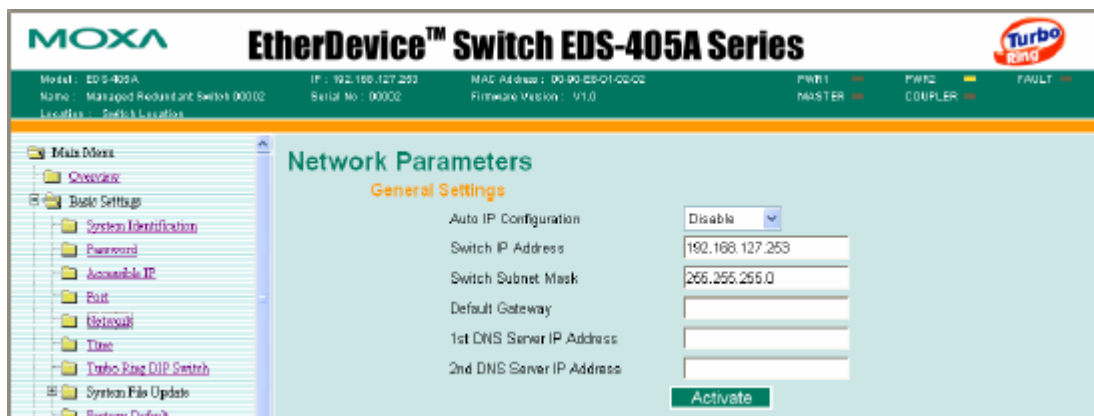 MOXA
EtherDevice™ Switch EDS-405A Series
Turbo Ring
Model : EDS-405A
IP : 192.168.127.253
MAC Address : 00-90-E8-01-02-02
PWR1
PWR2
FAULT
Name : Managed Redundant Switch 00002
Serial No : 00002
Firmware Version : V1.0
MASTER
COUPLER
Location : Switch Location
Main Menu
Overview
Basic Settings
System Identification
Password
Accessible IP
Port
Network
Time
Turbo Ring DIP Switch
System File Update
System Default
Network Parameters
General Settings
Auto IP Configuration Disable
Switch IP Address 192.168.127.253
Switch Subnet Mask 255.255.255.0
Default Gateway
1st DNS Server IP Address
2nd DNS Server IP Address
Activate